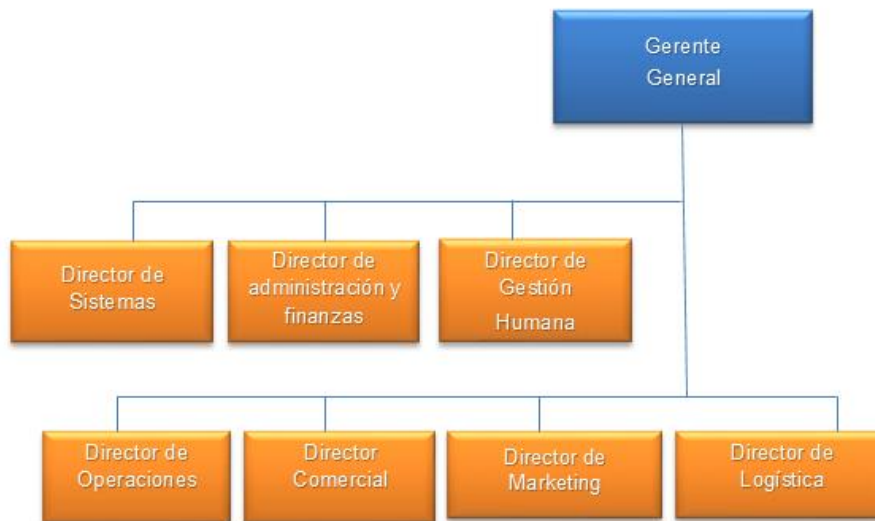 Gerente
General
Director de
Sistemas
Director de
administración y
finanzas
Director de
Gestión
Humana
Director de
Operaciones
Director
Comercial
Director de
Marketing
Director de
Logística